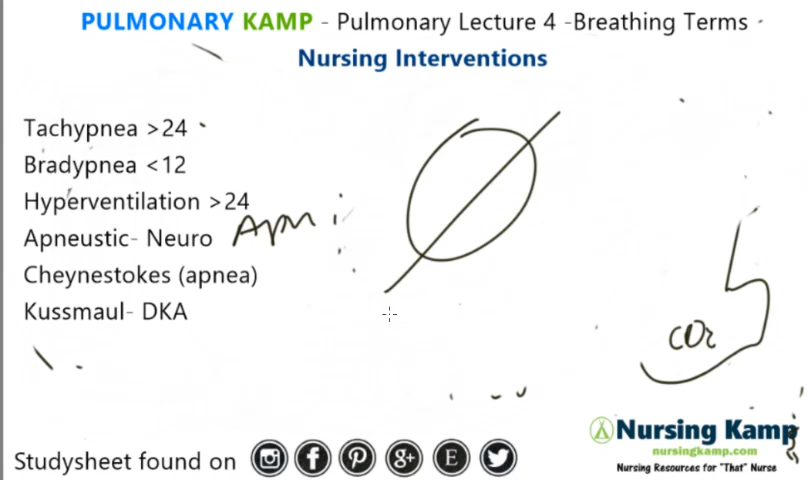 PULMONARY KAMP - Pulmonary Lecture 4 -Breathing Terms
Nursing Interventions
Tachypnea >24
Bradypnea <12
Hyperventilation >24
Apneustic- Neuro
Cheynestokes (apnea)
Kussmaul- DKA
CO2
Studysheet found on
Nursing Kamp
nursingkamp.com
Nursing Resources for "That" Nurse